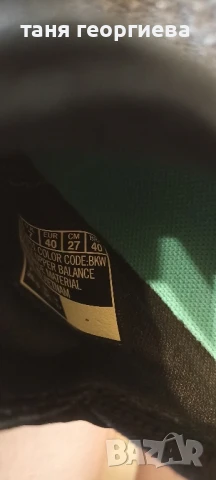 таня георгиева
EUR CM
40 27 40
COLOR CODE:BKW
UPPER BALANCE
MATERIAL
BAZAR